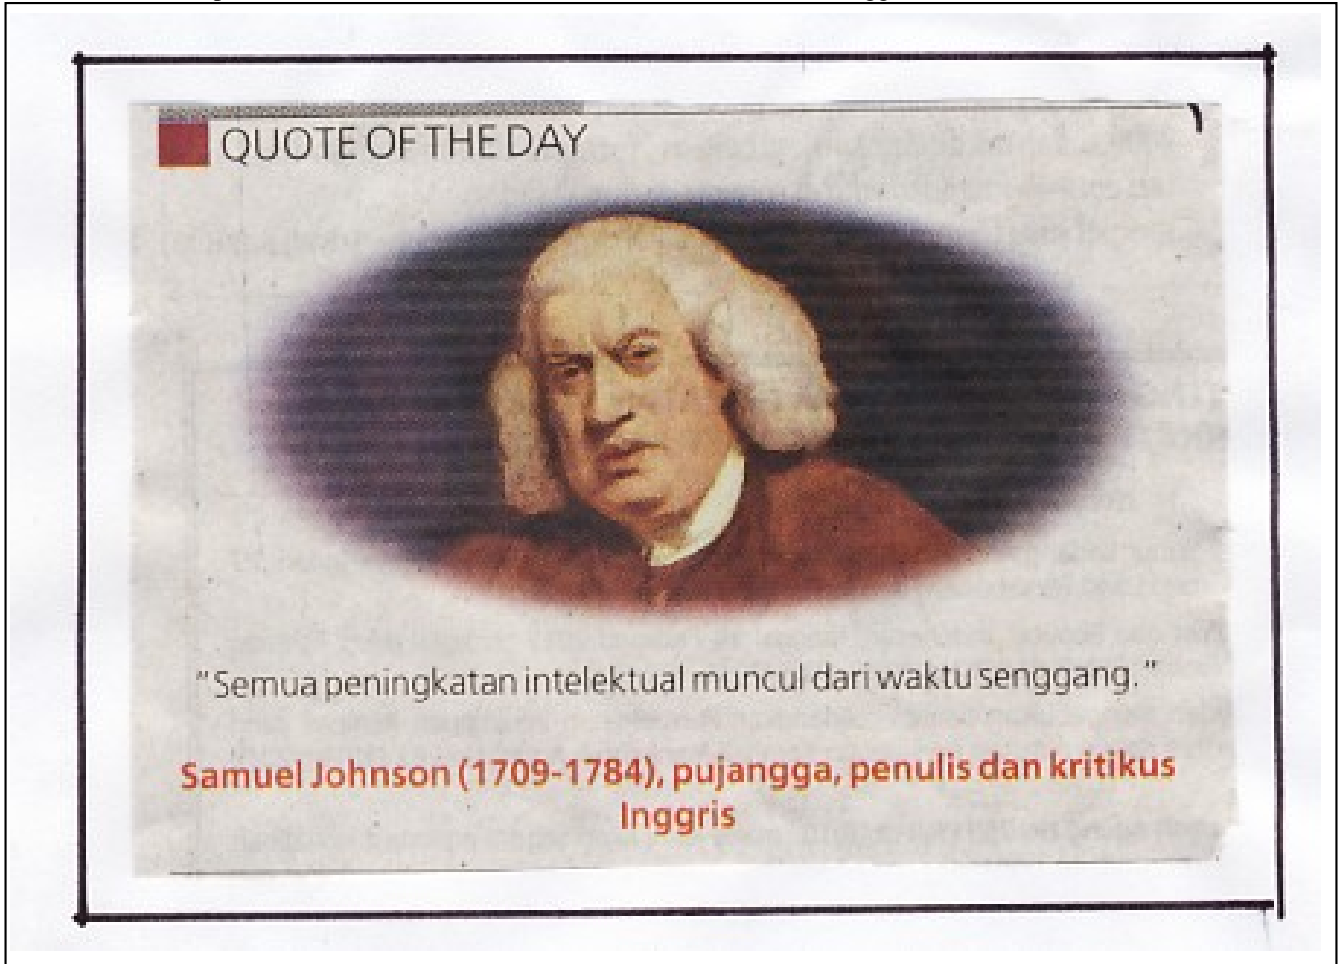 QUOTE OF THE DAY
"Semua peningkatan intelektual muncul dari waktu senggang."
Samuel Johnson (1709-1784), pujangga, penulis dan kritikus
Inggris